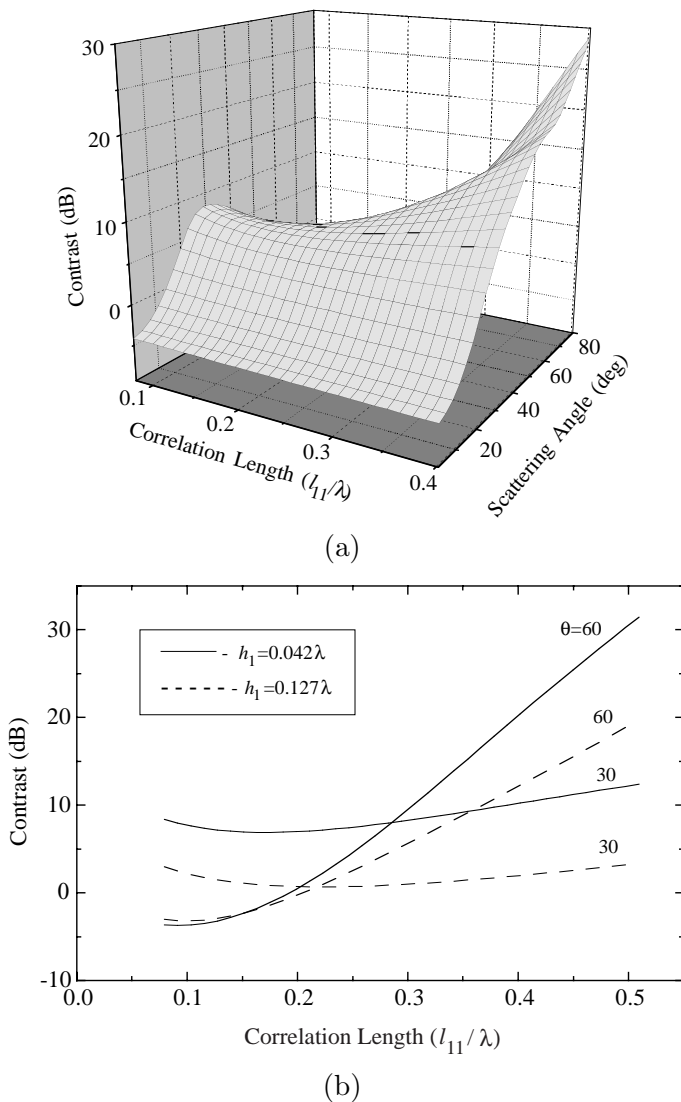 30
20
10
0
Contrast (dB)
0.1
0.2
0.3
0.4
Correlation Length (l11/λ)
20
40
60
80
Scattering Angle (deg)
(a)
30
20
10
0
-10
Contrast (dB)
- h1=0.042λ
- h1=0.127λ
θ=60
60
30
30
0.0 0.1 0.2 0.3 0.4 0.5
Correlation Length (l11/λ)
(b)